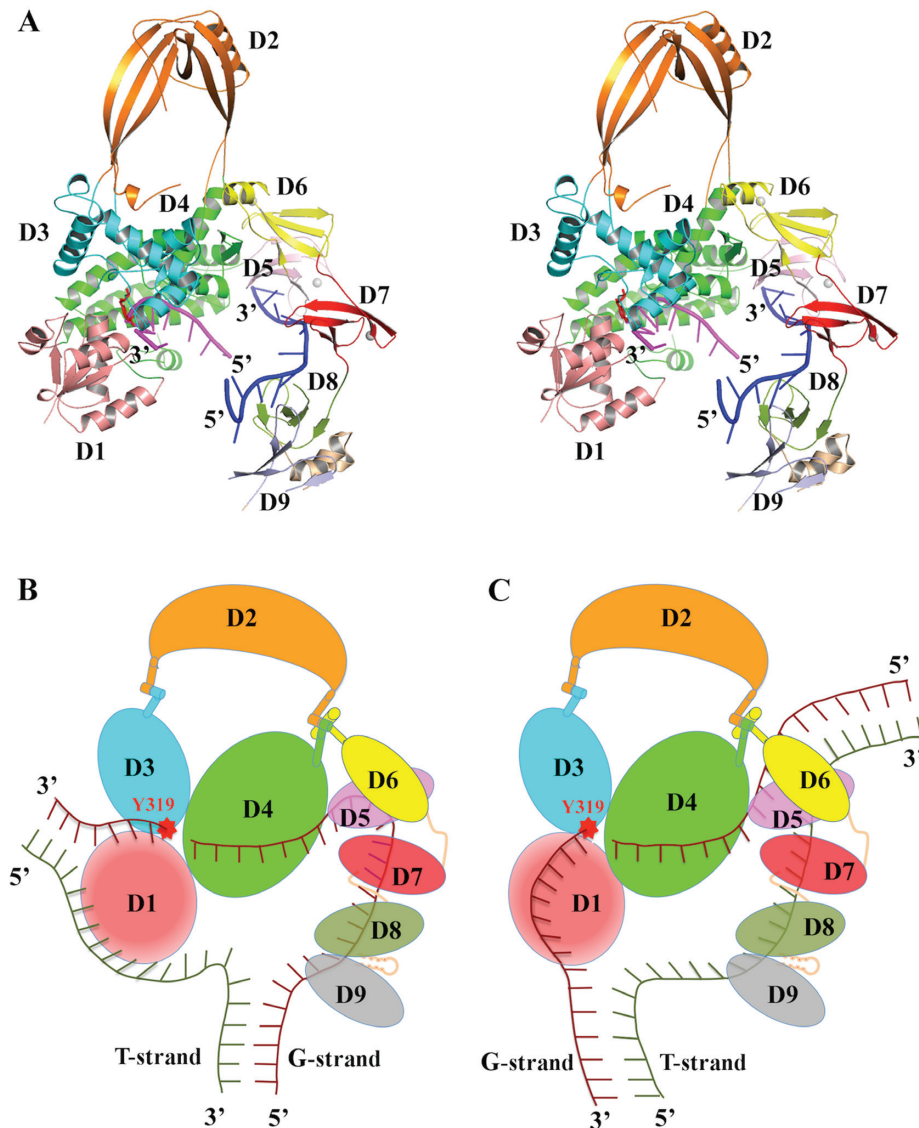 A
D2
D2
D6
D6
D4
D4
D3
D3
D5
D5
D7
D7
3’
3’
3’
3’
5’
5’
D8
D8
5’
5’
D1
D1
D9
D9
B
C
D2
D2
5’
3’
D3
D4
D6
D3
D4
D6
3’
Y319
D5
Y319
D5
5’
D7
D7
D1
D1
D8
D8
D9
D9
T-strand
G-strand
G-strand
T-strand
3’
5’
3’
5’